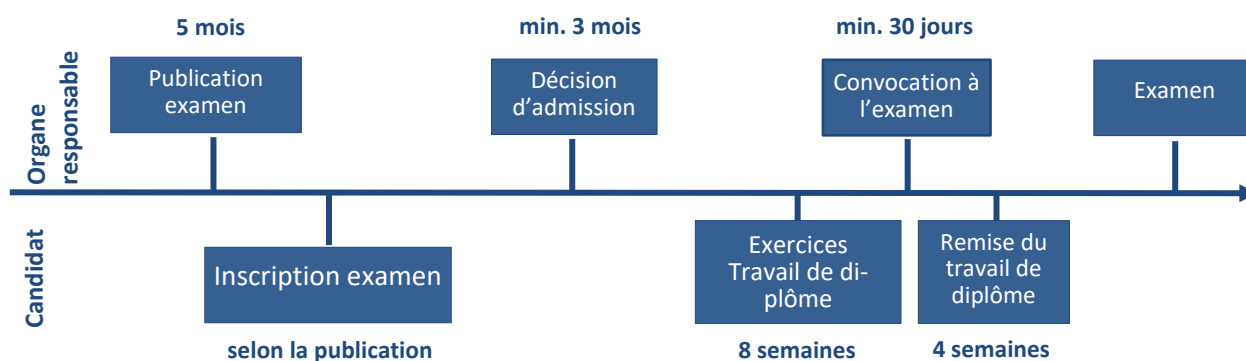 5 mois
min. 3 mois
min. 30 jours
Organe
responsable
Publication
examen
Décision
d'admission
Convocation à
l'examen
Examen
Candidat
Inscription examen
Exercices
Travail de di-
plôme
Remise du
travail de
diplôme
selon la publication
8 semaines
4 semaines